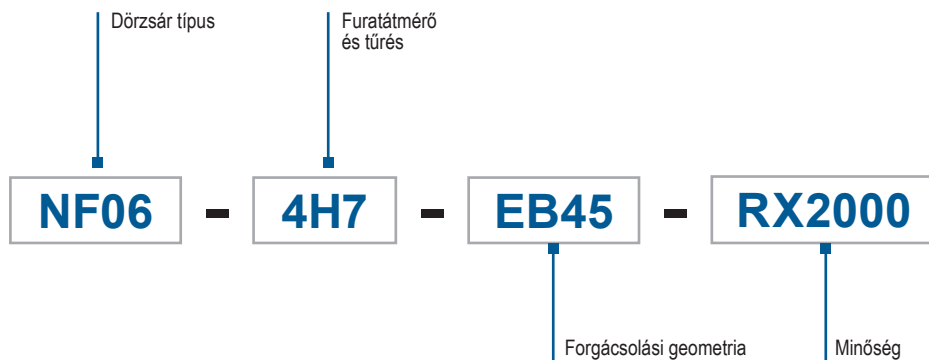 Dörzsár típus
Furatátmérő
és tűrés
NF06 - 4H7 - EB45 - RX2000
Forgácsolási geometria
Minőség